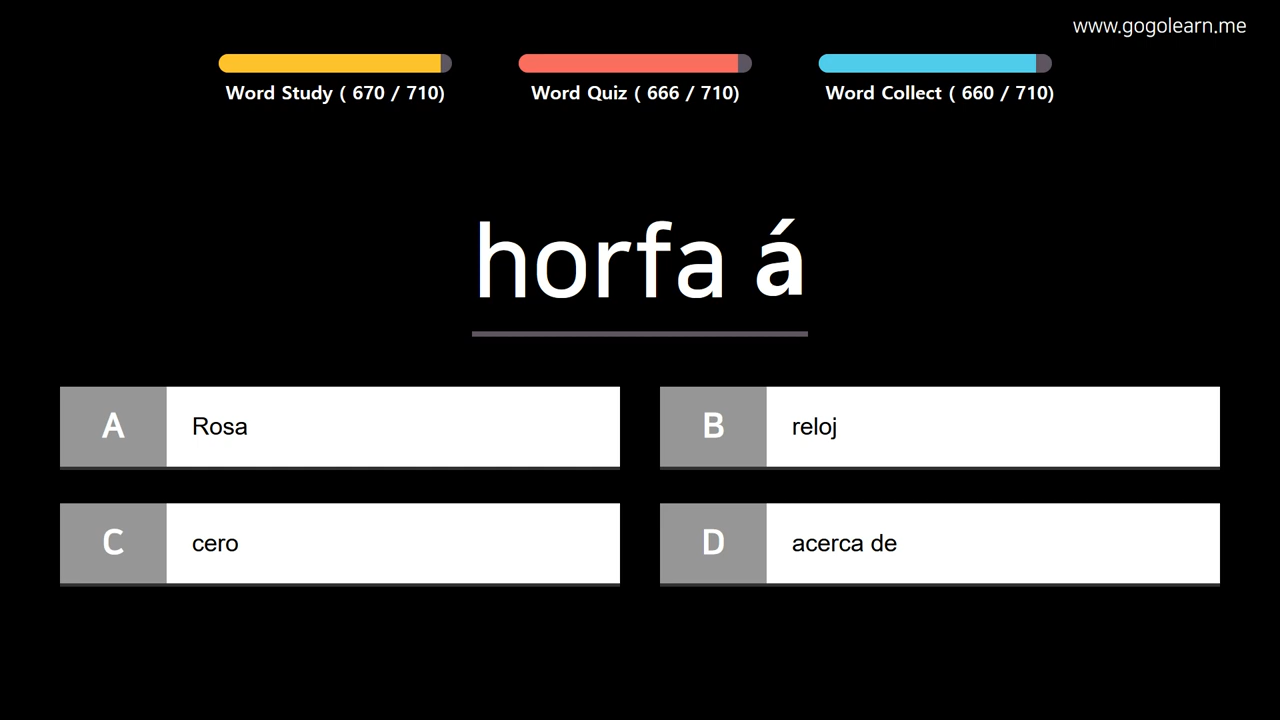 www.gogolearn.me
Word Study ( 670 / 710)
Word Quiz ( 666 / 710)
Word Collect ( 660 / 710)
horfa á
A Rosa
B reloj
C cero
D acerca de